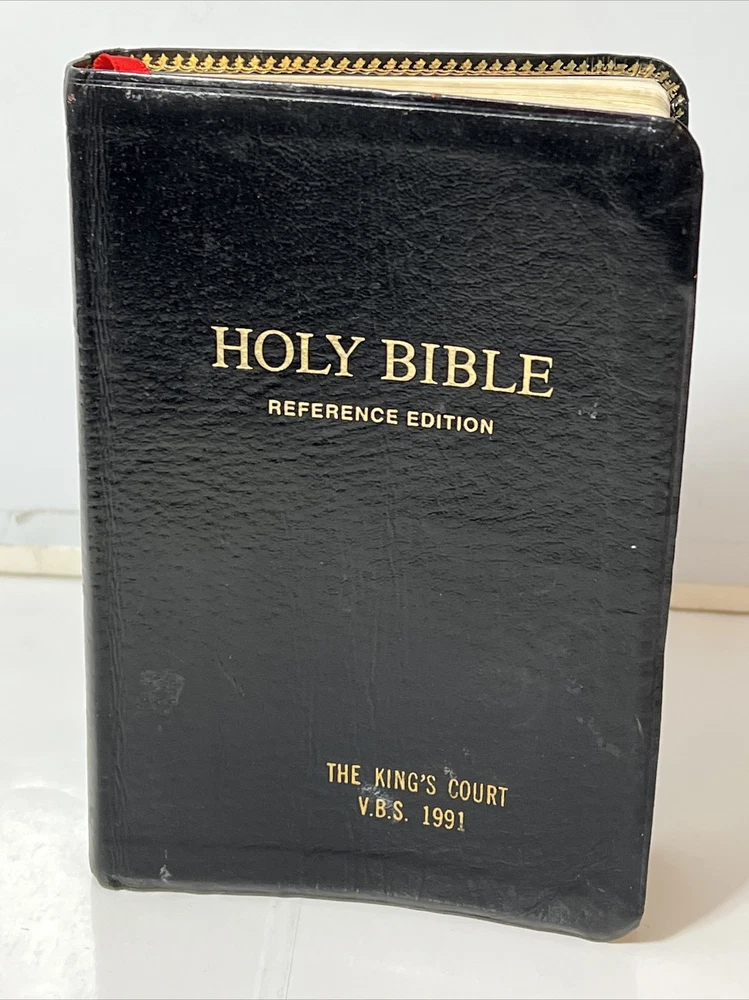 HOLY BIBLE
REFERENCE EDITION
THE KING'S COURT
V.B.S. 1991